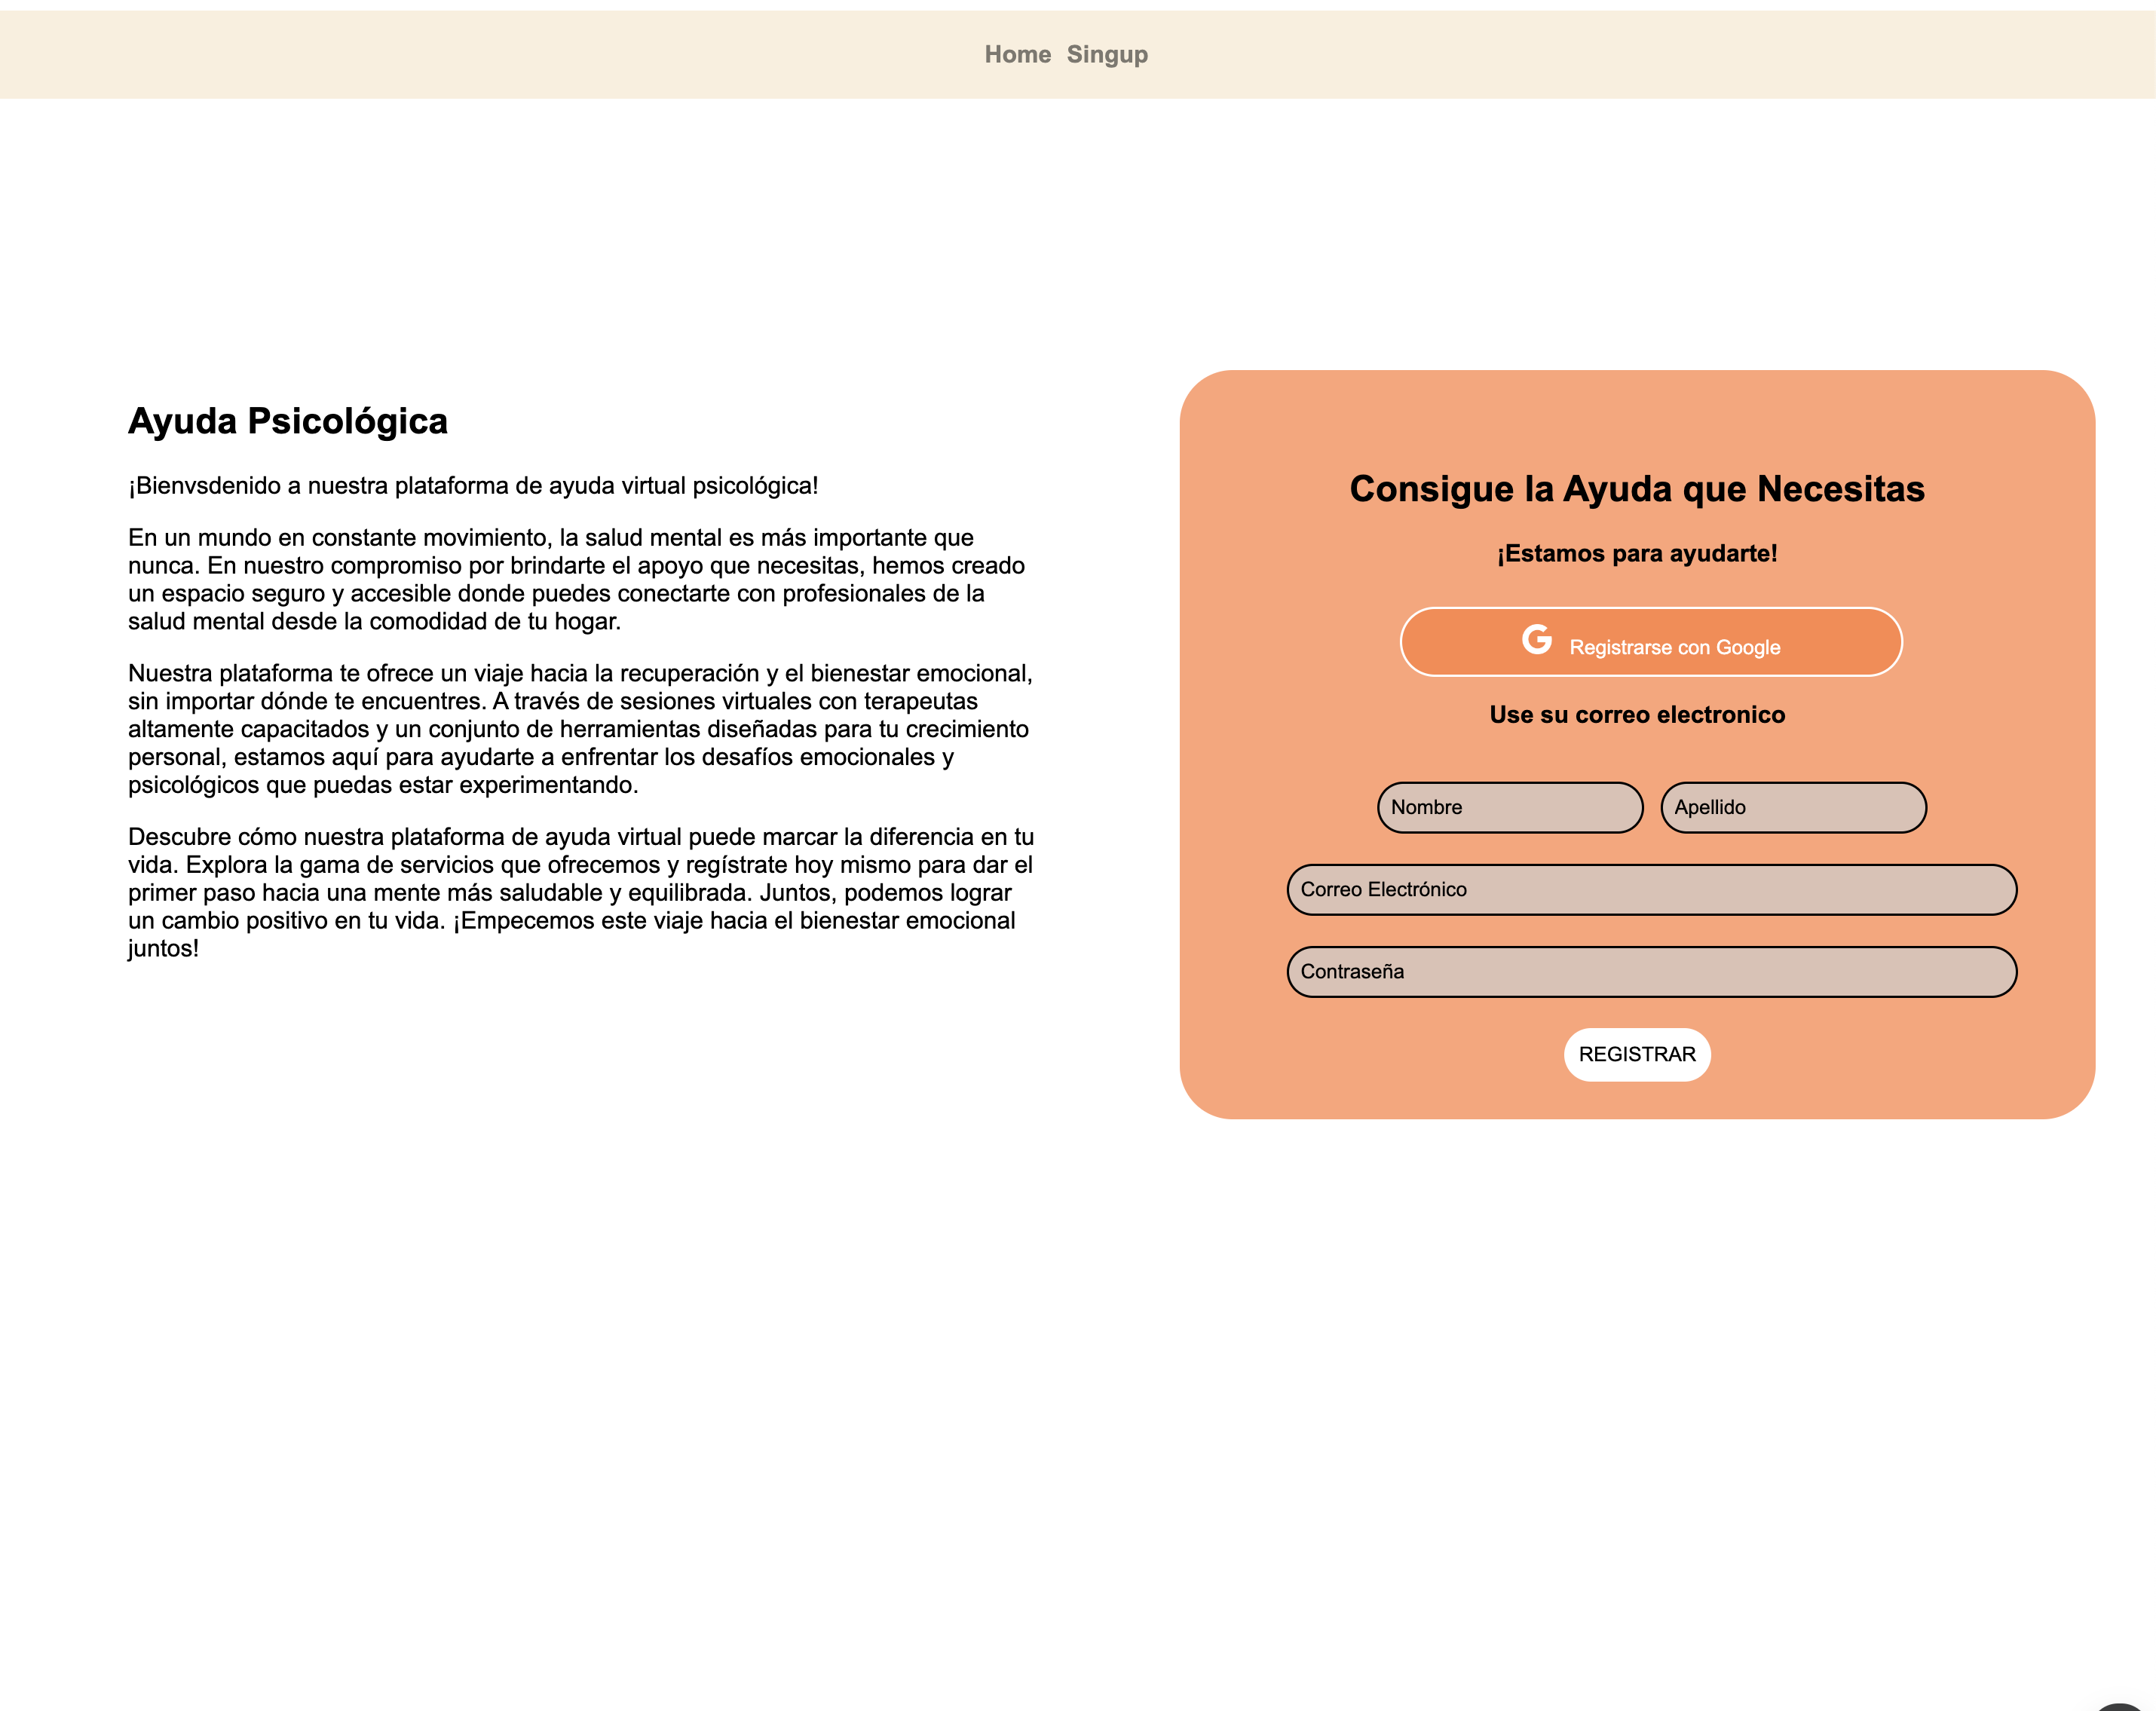 Home Singup
Ayuda Psicológica
¡Bienvsdenido a nuestra plataforma de ayuda virtual psicológica!
En un mundo en constante movimiento, la salud mental es más importante que
nunca. En nuestro compromiso por brindarte el apoyo que necesitas, hemos creado
un espacio seguro y accesible donde puedes conectarte con profesionales de la
salud mental desde la comodidad de tu hogar.
Nuestra plataforma te ofrece un viaje hacia la recuperación y el bienestar emocional,
sin importar dónde te encuentres. A través de sesiones virtuales con terapeutas
altamente capacitados y un conjunto de herramientas diseñadas para tu crecimiento
personal, estamos aquí para ayudarte a enfrentar los desafíos emocionales y
psicológicos que puedas estar experimentando.
Descubre cómo nuestra plataforma de ayuda virtual puede marcar la diferencia en tu
vida. Explora la gama de servicios que ofrecemos y regístrate hoy mismo para dar el
primer paso hacia una mente más saludable y equilibrada. Juntos, podemos lograr
un cambio positivo en tu vida. ¡Empecemos este viaje hacia el bienestar emocional
juntos!
Consigue la Ayuda que Necesitas
¡Estamos para ayudarte!
G Registrarse con Google
Use su correo electronico
Nombre Apellido
Correo Electrónico
Contraseña
REGISTRAR